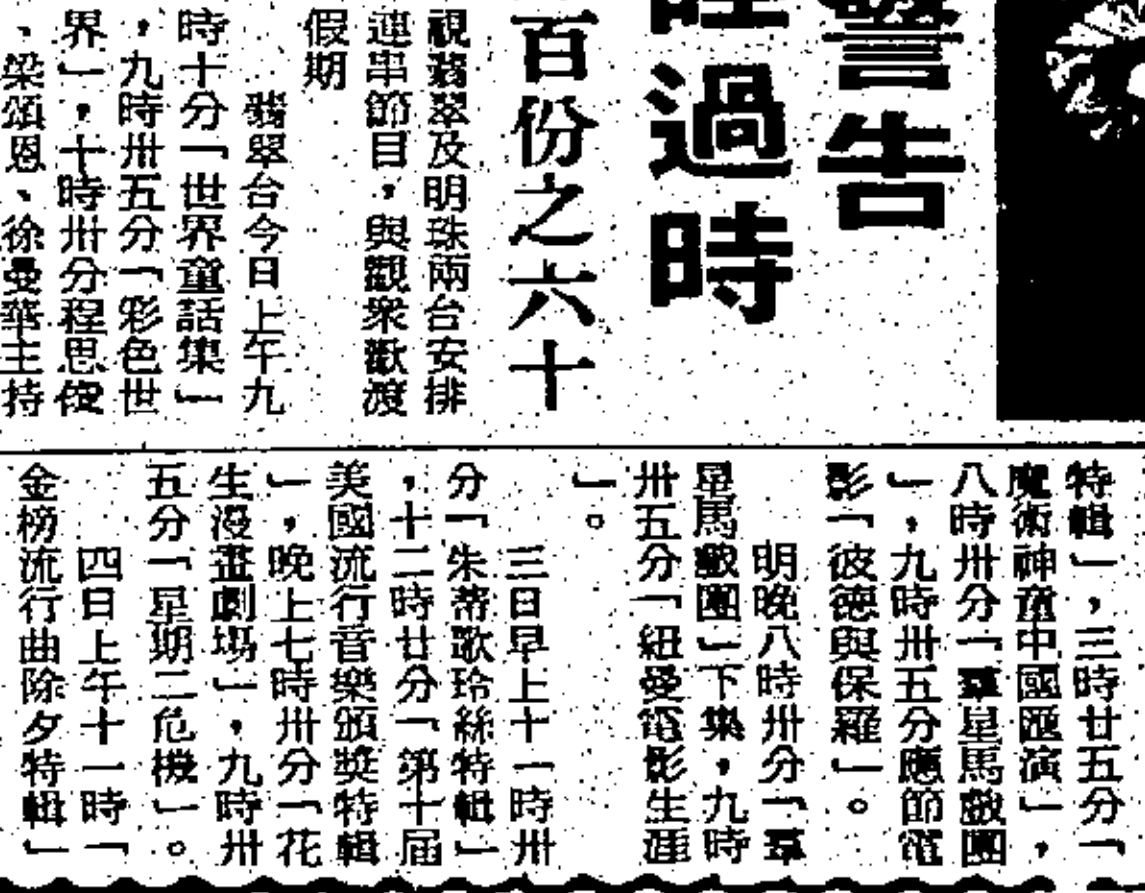 警告
過時
百份之六十
視翡翠及明珠兩台安排
連串節目，與觀衆歡渡
假期
翡翠台今日上午九
時十分「世界童話集」
，九時卅五分「彩色世
界」，十時卅分程思俊
、梁頌恩、徐曼華主持
特輯」，三時廿五分「
魔術神童中國匯演」，
八時卅分「羣星馬戲團
」，九時卅五分應節電
影「彼德與保羅」。
明晚八時卅分「羣
星馬戲團」下集，九時
卅五分「紐曼電影生涯
」。
三日早上十一時卅
分「朱蒂歌玲絲特輯」
，十二時廿分「第十屆
美國流行音樂頒獎特輯
」，晚上七時卅分「花
生漫畫劇場」，九時卅
五分「星期二危機」。
四日上午十一時「
金榜流行曲除夕特輯」